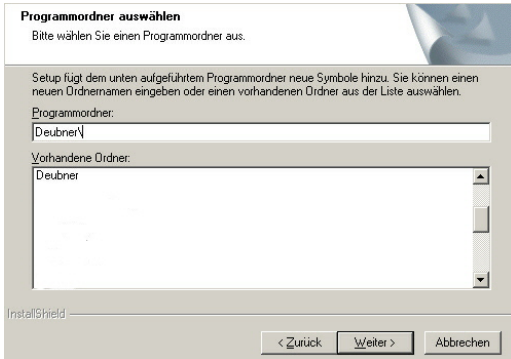 Programmordner auswählen
Bitte wählen Sie einen Programmordner aus.
Setup fügt dem unten aufgeführtem Programmordner neue Symbole hinzu. Sie können einen
neuen Ordnernamen eingeben oder einen vorhandenen Ordner aus der Liste auswählen.
Programmordner:
Deubner\
Vorhandene Ordner:
Deubner
InstallShield
< Zurück
Weiter >
Abbrechen